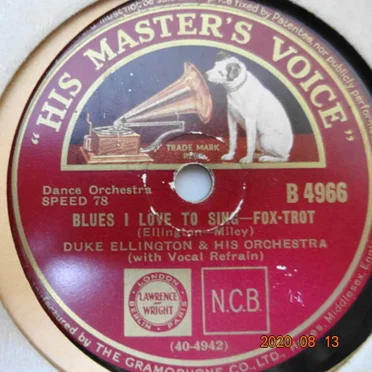 "HIS MASTER'S VOICE"
TRADE MARK
Dance Orchestra
SPEED 78
B 4966
BLUES I LOVE TO SING—FOX-TROT
(Ellington—Miley)
DUKE ELLINGTON & HIS ORCHESTRA
(with Vocal Refrain)
LONDON
LAWRENCE
WRIGHT
BERLIN PARIS
N.C.B.
(40-4942)
THE GRAMOPHONE CO., LTD.
2020 08 13